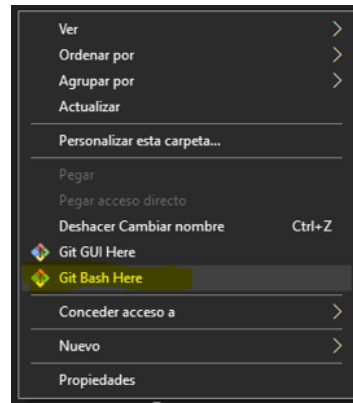 Ver
Ordenar por
Agrupar por
Actualizar
Personalizar esta carpeta...
Pegar
Pegar acceso directo
Deshacer Cambiar nombre Ctrl+Z
Git GUI Here
Git Bash Here
Conceder acceso a
Nuevo
Propiedades